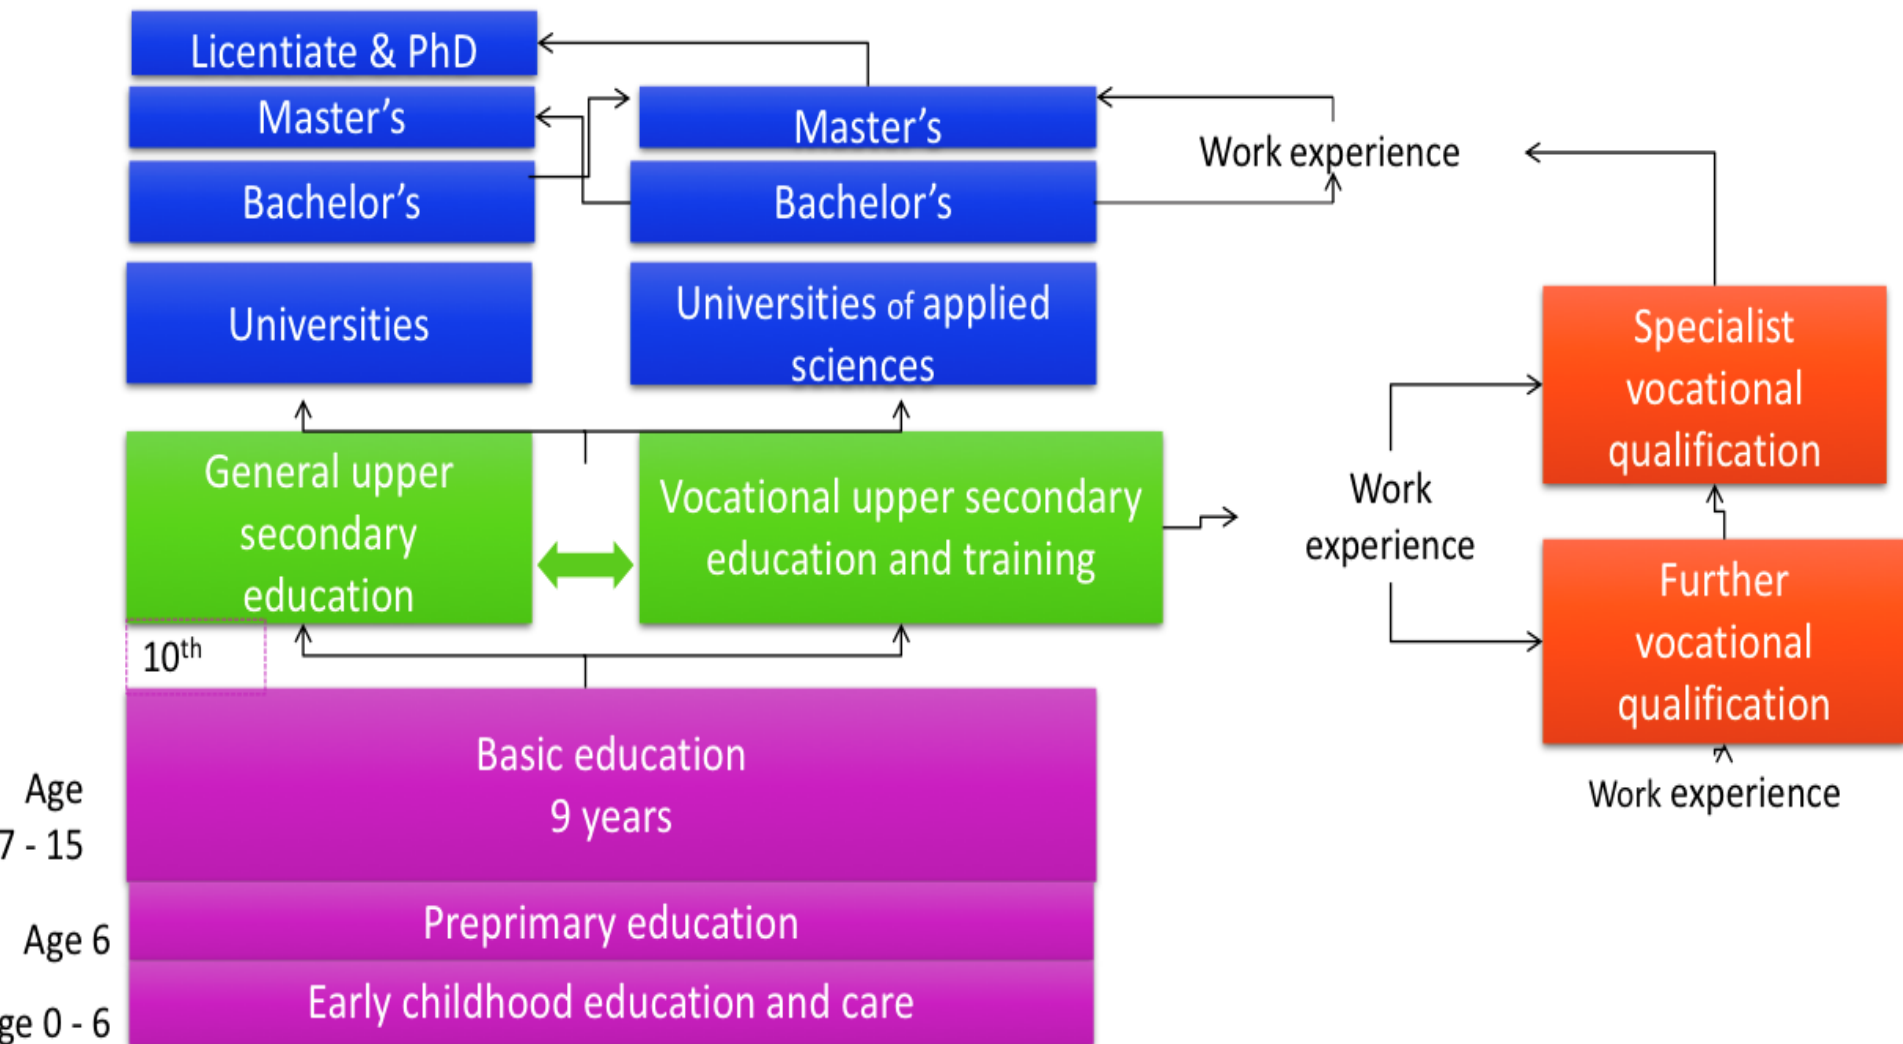 Licentiate & PhD
Master's
Master's
Work experience
Bachelor's
Bachelor's
Universities
Universities of applied
sciences
Specialist
vocational
qualification
General upper
secondary
education
Vocational upper secondary
education and training
Work
experience
Further
vocational
qualification
10th
Work experience
Basic education
9 years
Age
7 - 15
Preprimary education
Age 6
Early childhood education and care
ge 0 - 6